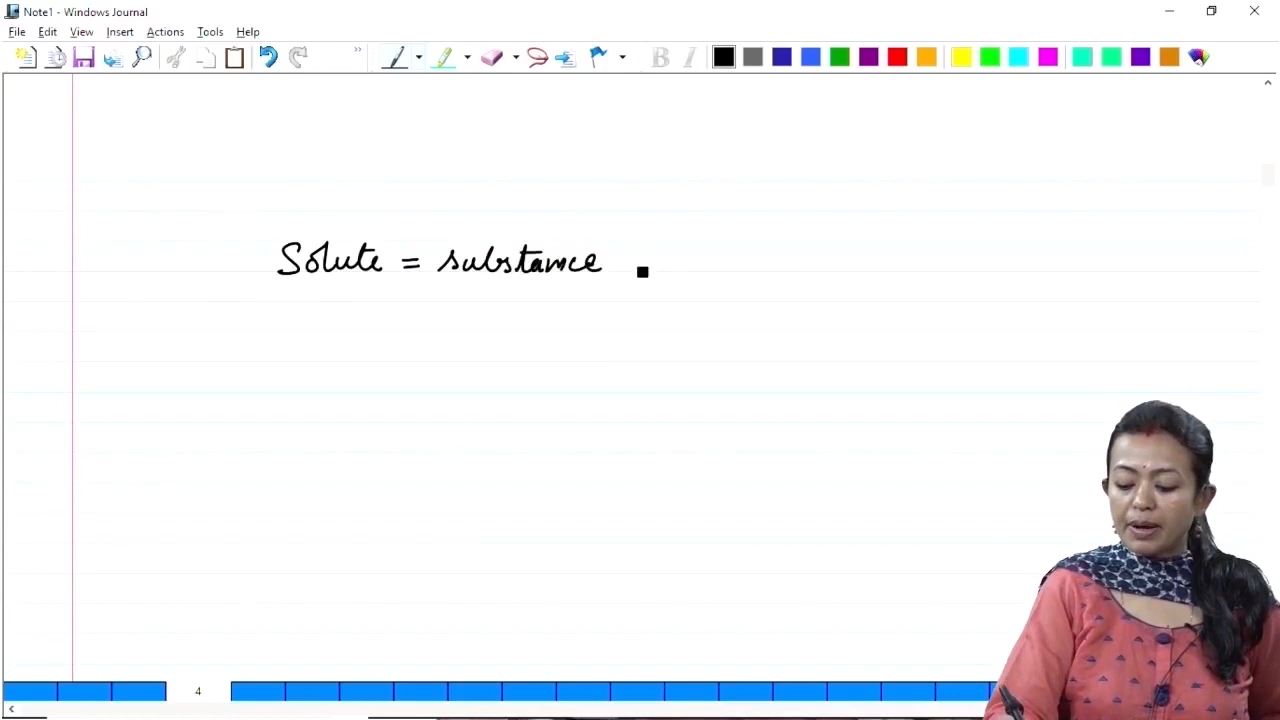 Note1 - Windows Journal
File Edit View Insert Actions Tools Help
Solute = substance
4